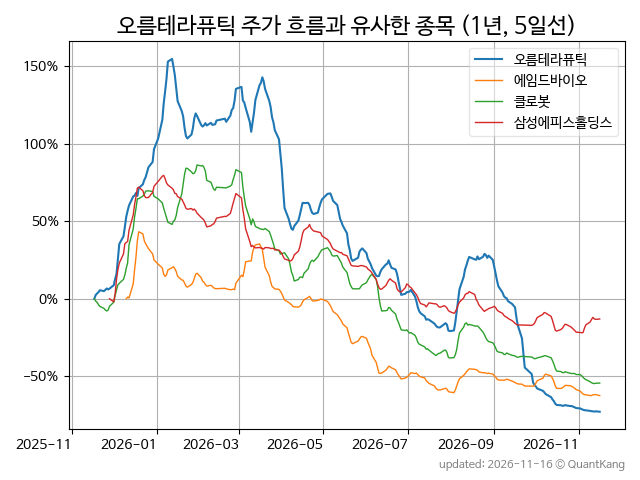 오름테라퓨틱 주가 흐름과 유사한 종목 (1년, 5일선)
오름테라퓨틱
에임드바이오
클로봇
삼성에피스홀딩스
150%
100%
50%
0%
−50%
2025−11
2026−01
2026−03
2026−05
2026−07
2026−09
2026−11
updated: 2026-11-16 © QuantKang